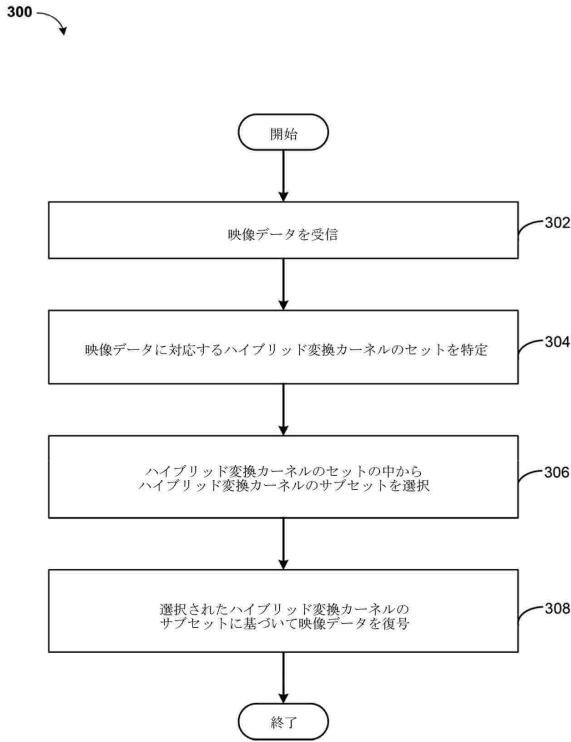 300
開始
映像データを受信
302
映像データに対応するハイブリッド変換カーネルのセットを特定
304
ハイブリッド変換カーネルのセットの中から
ハイブリッド変換カーネルのサブセットを選択
306
選択されたハイブリッド変換カーネルの
サブセットに基づいて映像データを復号
308
終了